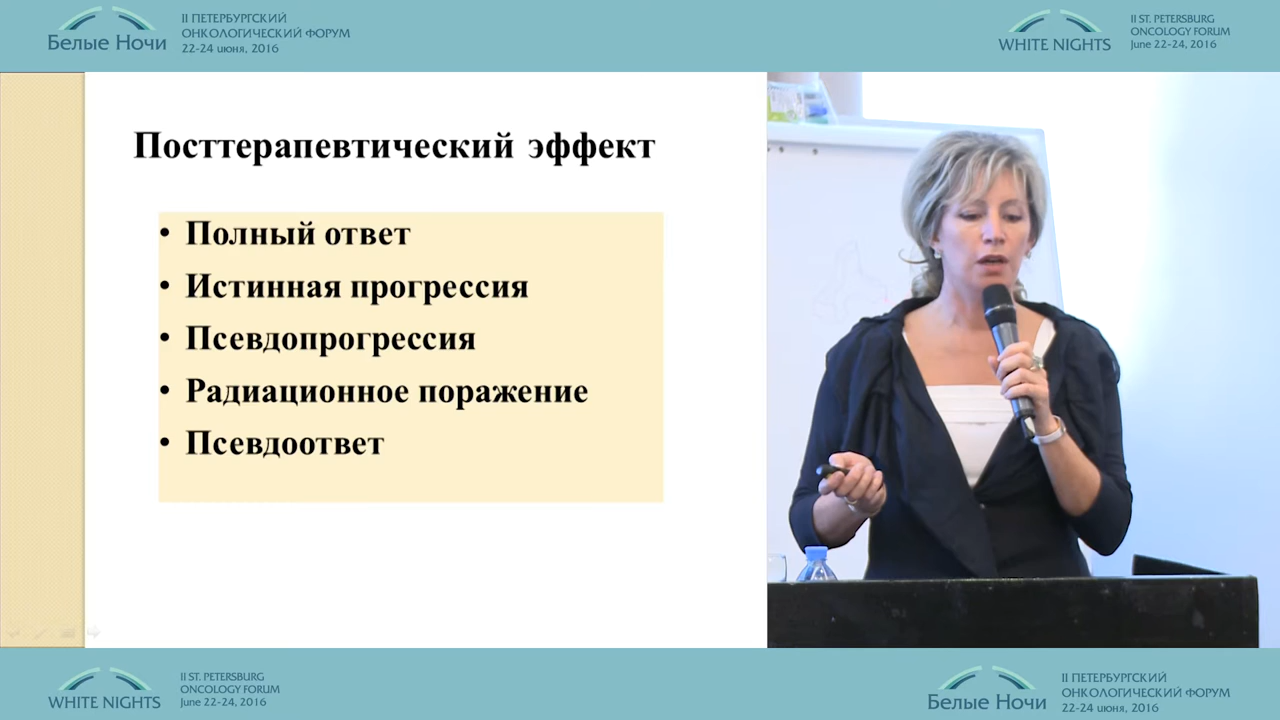 Белые Ночи
II ПЕТЕРБУРГСКИЙ
ОНКОЛОГИЧЕСКИЙ ФОРУМ
22-24 июня, 2016
WHITE NIGHTS
II ST. PETERSBURG
ONCOLOGY FORUM
June 22-24, 2016
Посттерапевтический эффект
• Полный ответ
• Истинная прогрессия
• Псевдопрогрессия
• Радиационное поражение
• Псевдоответ
WHITE NIGHTS
II ST. PETERSBURG
ONCOLOGY FORUM
June 22-24, 2016
Белые Ночи
II ПЕТЕРБУРГСКИЙ
ОНКОЛОГИЧЕСКИЙ ФОРУМ
22-24 июня, 2016